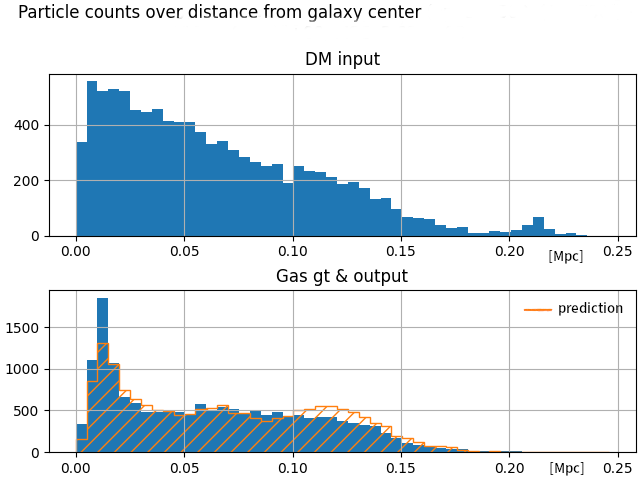 Particle counts over distance from galaxy center
DM input
400
200
0
0.00 0.05 0.10 0.15 0.20 0.25
[Mpc]
Gas gt & output
prediction
1500
1000
500
0
0.00 0.05 0.10 0.15 0.20 0.25
[Mpc]